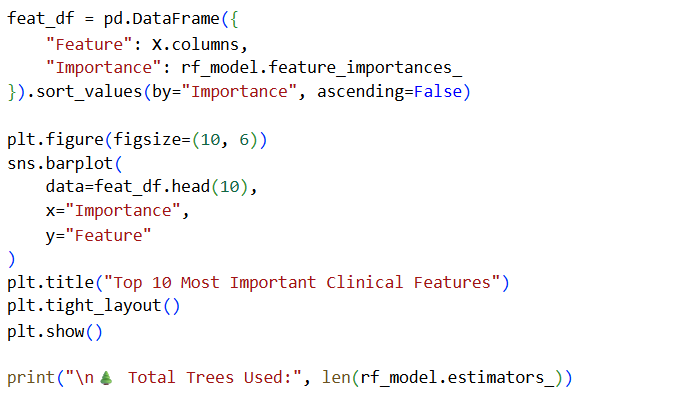 feat_df = pd.DataFrame({
    "Feature": X.columns,
    "Importance": rf_model.feature_importances_
}).sort_values(by="Importance", ascending=False)

plt.figure(figsize=(10, 6))
sns.barplot(
    data=feat_df.head(10),
    x="Importance",
    y="Feature"
)
plt.title("Top 10 Most Important Clinical Features")
plt.tight_layout()
plt.show()

print("\n🌲 Total Trees Used:", len(rf_model.estimators_))